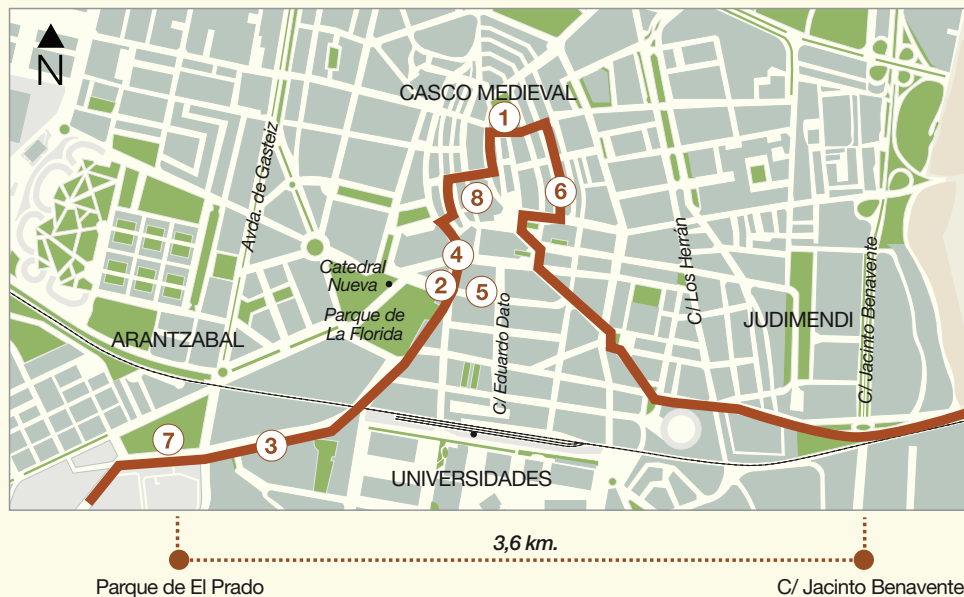 N
CASCO MEDIEVAL
1
Avda. de Gasteiz
8
6
4
Catedral
Nueva
2
5
C/ Los Herrán
Parque de
La Florida
ARANTZABAL
C/ Eduardo Dato
JUDIMENDI
C/ Jacinto Benavente
7
3
UNIVERSIDADES
3,6 km.
Parque de El Prado
C/ Jacinto Benavente